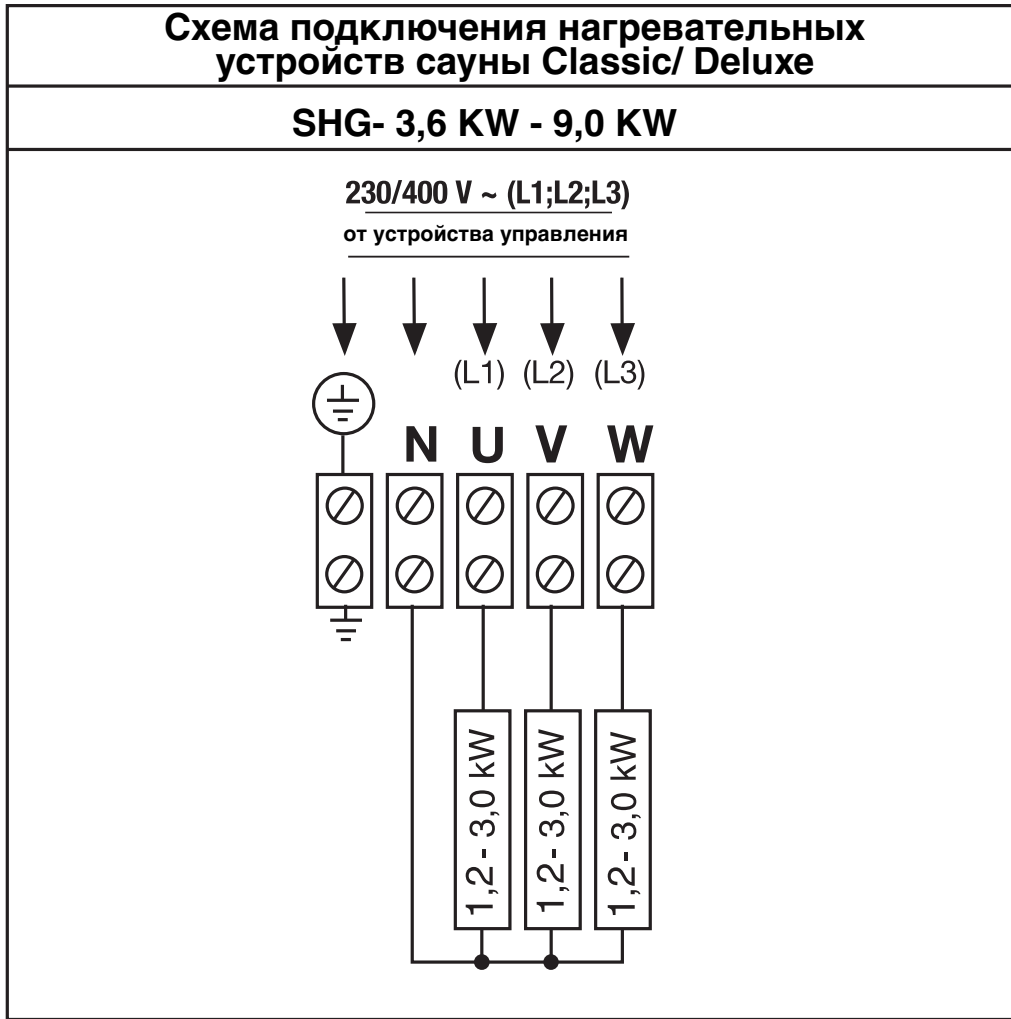 Схема подключения нагревательных
устройств сауны Classic/ Deluxe
SHG- 3,6 KW - 9,0 KW
230/400 V ~ (L1;L2;L3)
от устройства управления
(L1) (L2) (L3)
N U V W
1,2 - 3,0 kW
1,2 - 3,0 kW
1,2 - 3,0 kW